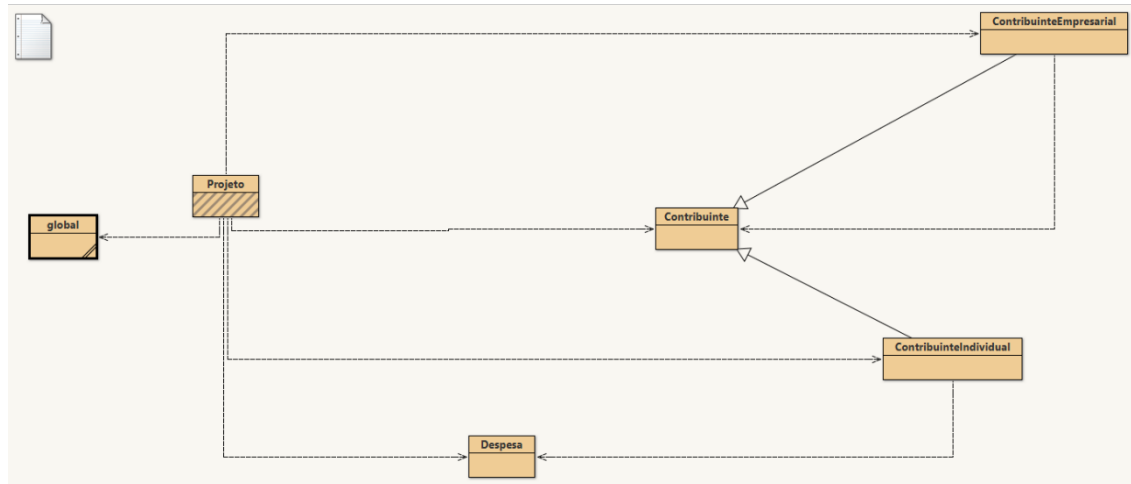 ContribuinteEmpresarial
Projeto
global
Contribuinte
ContribuinteIndividual
Despesa